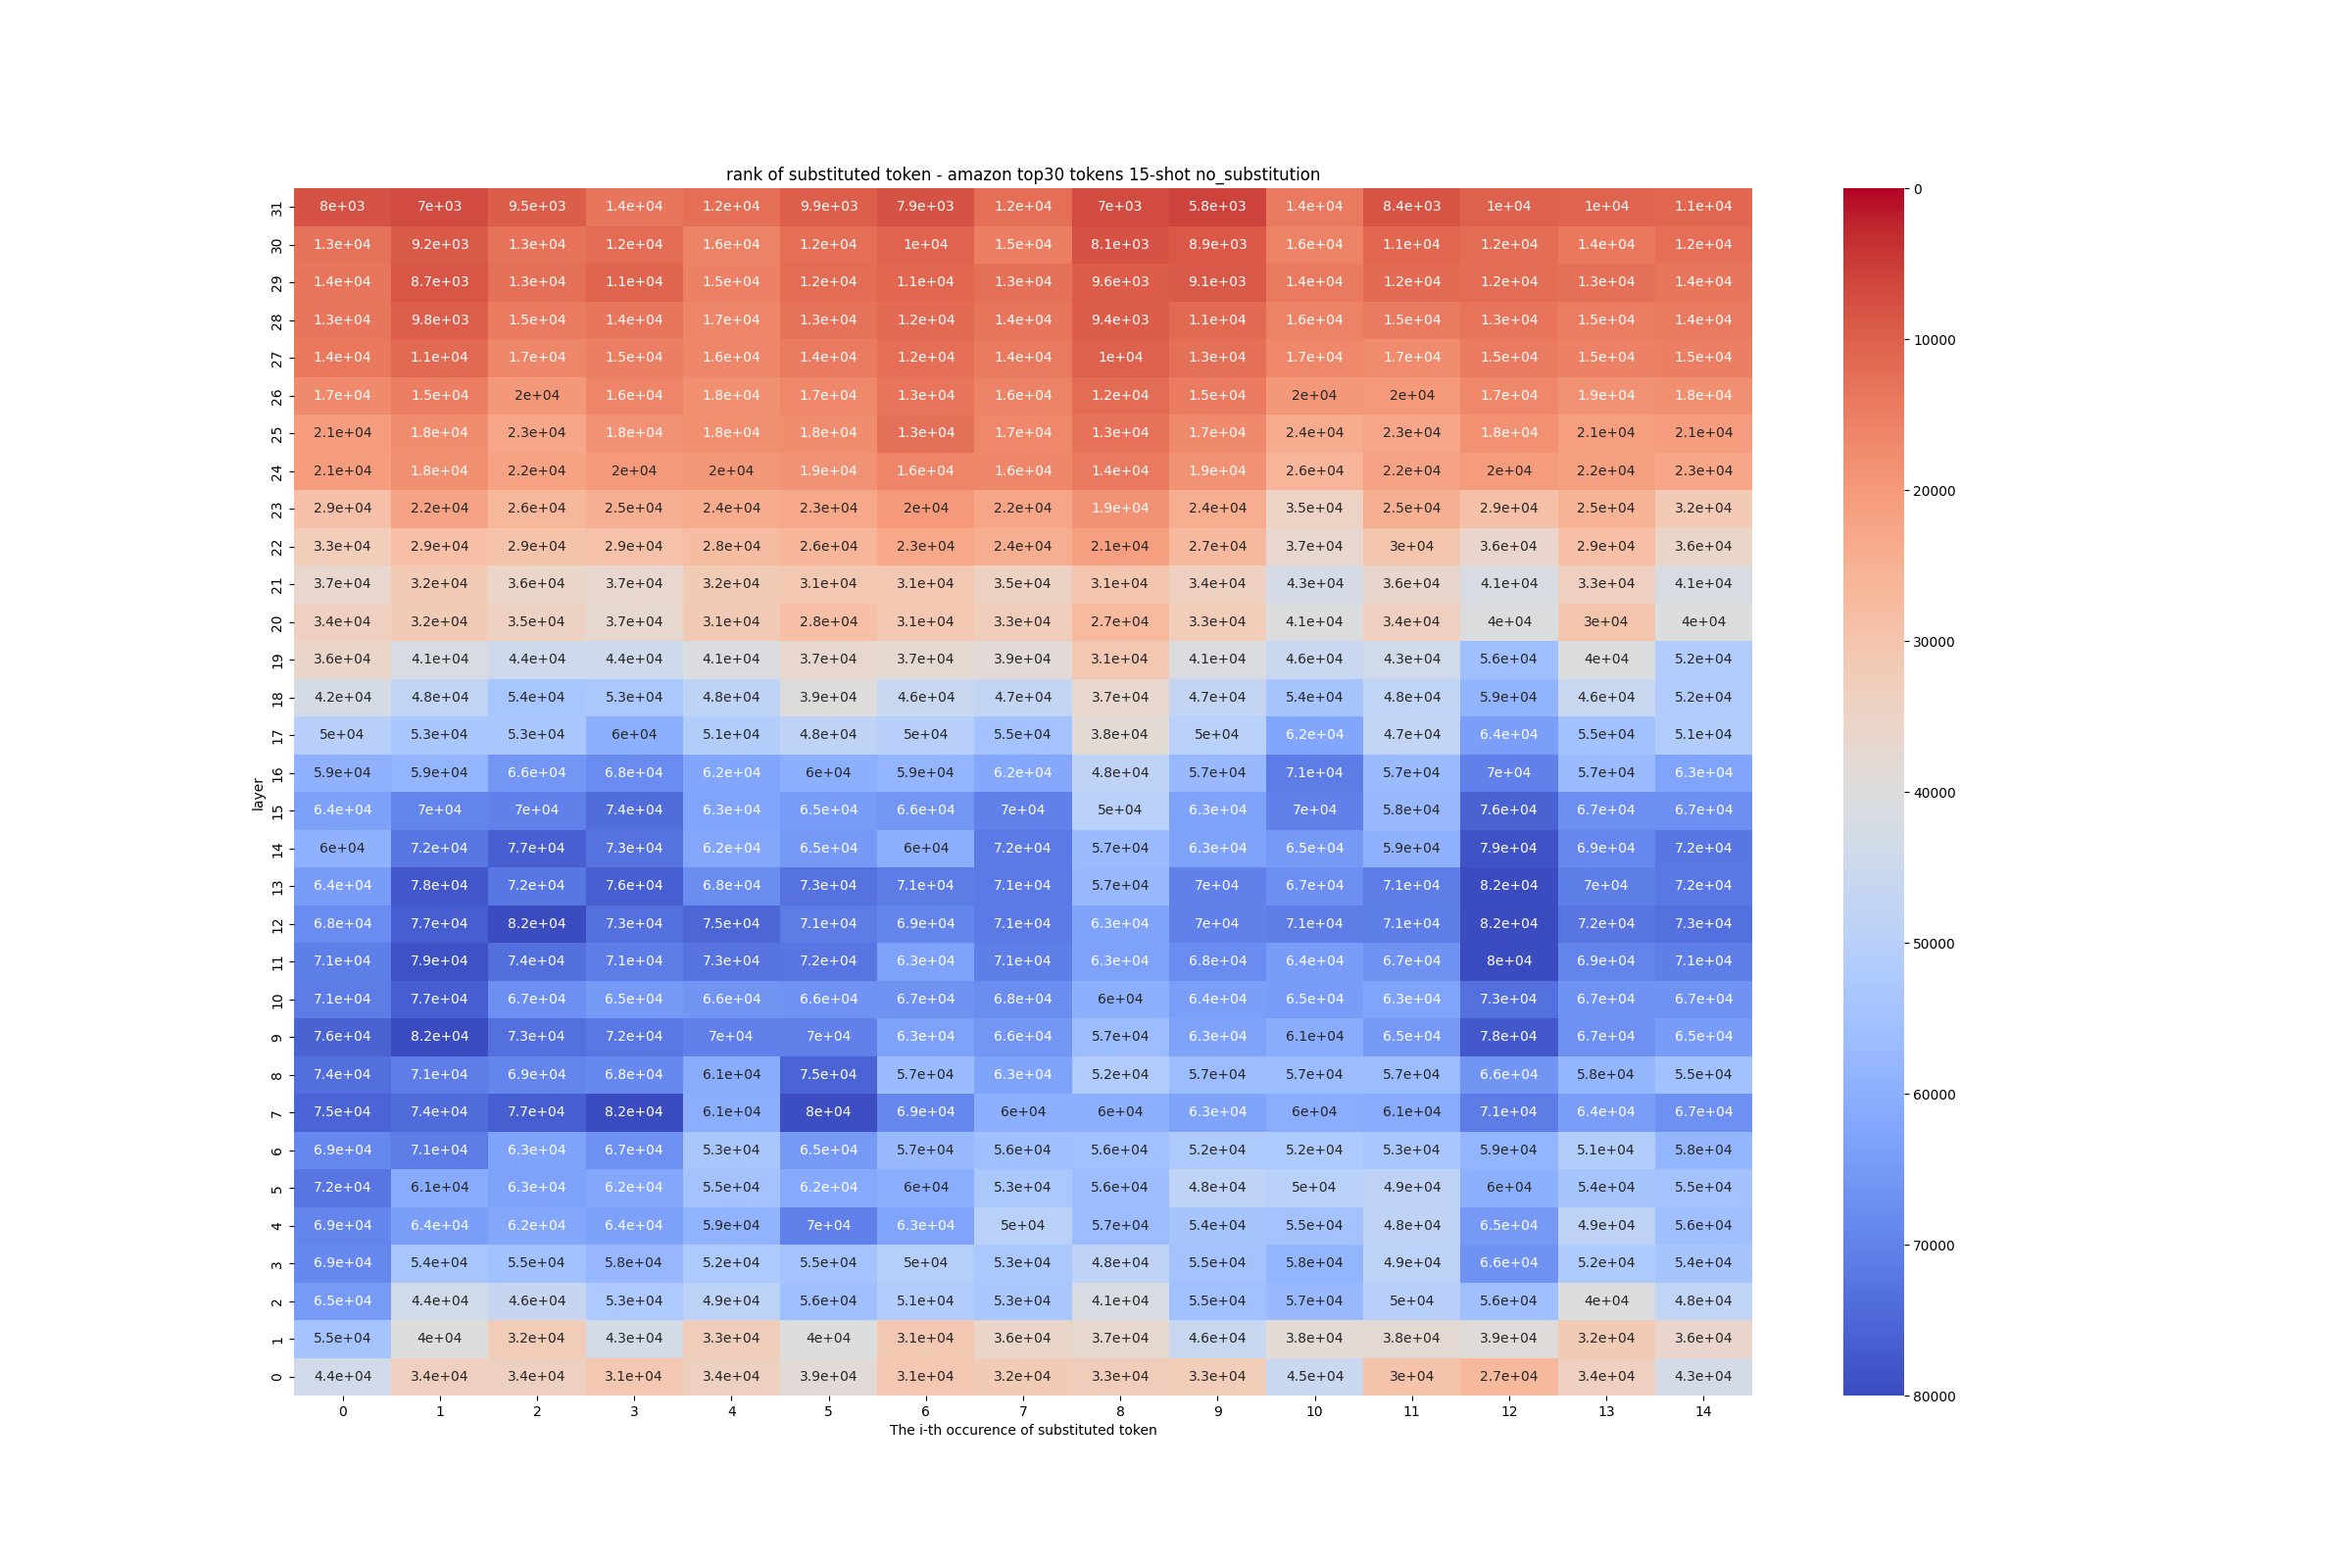 rank of substituted token - amazon top30 tokens 15-shot no_substitution
31 8e+03 7e+03 9.5e+03 1.4e+04 1.2e+04 9.9e+03 7.9e+03 1.2e+04 7e+03 5.8e+03 1.4e+04 8.4e+03 1e+04 1e+04 1.1e+04
30 1.3e+04 9.2e+03 1.3e+04 1.2e+04 1.6e+04 1.2e+04 1e+04 1.5e+04 8.1e+03 8.9e+03 1.6e+04 1.1e+04 1.2e+04 1.4e+04 1.2e+04
29 1.4e+04 8.7e+03 1.3e+04 1.1e+04 1.5e+04 1.2e+04 1.1e+04 1.3e+04 9.6e+03 9.1e+03 1.4e+04 1.2e+04 1.2e+04 1.3e+04 1.4e+04
28 1.3e+04 9.8e+03 1.5e+04 1.4e+04 1.7e+04 1.3e+04 1.2e+04 1.4e+04 9.4e+03 1.1e+04 1.6e+04 1.5e+04 1.3e+04 1.5e+04 1.4e+04
27 1.4e+04 1.1e+04 1.7e+04 1.5e+04 1.6e+04 1.4e+04 1.2e+04 1.4e+04 1e+04 1.3e+04 1.7e+04 1.7e+04 1.5e+04 1.5e+04 1.5e+04
26 1.7e+04 1.5e+04 2e+04 1.6e+04 1.8e+04 1.7e+04 1.3e+04 1.6e+04 1.2e+04 1.5e+04 2e+04 2e+04 1.7e+04 1.9e+04 1.8e+04
25 2.1e+04 1.8e+04 2.3e+04 1.8e+04 1.8e+04 1.8e+04 1.3e+04 1.7e+04 1.3e+04 1.7e+04 2.4e+04 2.3e+04 1.8e+04 2.1e+04 2.1e+04
24 2.1e+04 1.8e+04 2.2e+04 2e+04 2e+04 1.9e+04 1.6e+04 1.6e+04 1.4e+04 1.9e+04 2.6e+04 2.2e+04 2e+04 2.2e+04 2.3e+04
23 2.9e+04 2.2e+04 2.6e+04 2.5e+04 2.4e+04 2.3e+04 2e+04 2.2e+04 1.9e+04 2.4e+04 3.5e+04 2.5e+04 2.9e+04 2.5e+04 3.2e+04
22 3.3e+04 2.9e+04 2.9e+04 2.9e+04 2.8e+04 2.6e+04 2.3e+04 2.4e+04 2.1e+04 2.7e+04 3.7e+04 3e+04 3.6e+04 2.9e+04 3.6e+04
21 3.7e+04 3.2e+04 3.6e+04 3.7e+04 3.2e+04 3.1e+04 3.1e+04 3.5e+04 3.1e+04 3.4e+04 4.3e+04 3.6e+04 4.1e+04 3.3e+04 4.1e+04
20 3.4e+04 3.2e+04 3.5e+04 3.7e+04 3.1e+04 2.8e+04 3.1e+04 3.3e+04 2.7e+04 3.3e+04 4.1e+04 3.4e+04 4e+04 3e+04 4e+04
19 3.6e+04 4.1e+04 4.4e+04 4.4e+04 4.1e+04 3.7e+04 3.7e+04 3.9e+04 3.1e+04 4.1e+04 4.6e+04 4.3e+04 5.6e+04 4e+04 5.2e+04
18 4.2e+04 4.8e+04 5.4e+04 5.3e+04 4.8e+04 3.9e+04 4.6e+04 4.7e+04 3.7e+04 4.7e+04 5.4e+04 4.8e+04 5.9e+04 4.6e+04 5.2e+04
17 5e+04 5.3e+04 5.3e+04 6e+04 5.1e+04 4.8e+04 5e+04 5.5e+04 3.8e+04 5e+04 6.2e+04 4.7e+04 6.4e+04 5.5e+04 5.1e+04
16 5.9e+04 5.9e+04 6.6e+04 6.8e+04 6.2e+04 6e+04 5.9e+04 6.2e+04 4.8e+04 5.7e+04 7.1e+04 5.7e+04 7e+04 5.7e+04 6.3e+04
15 6.4e+04 7e+04 7e+04 7.4e+04 6.3e+04 6.5e+04 6.6e+04 7e+04 5e+04 6.3e+04 7e+04 5.8e+04 7.6e+04 6.7e+04 6.7e+04
14 6e+04 7.2e+04 7.7e+04 7.3e+04 6.2e+04 6.5e+04 6e+04 7.2e+04 5.7e+04 6.3e+04 6.5e+04 5.9e+04 7.9e+04 6.9e+04 7.2e+04
13 6.4e+04 7.8e+04 7.2e+04 7.6e+04 6.8e+04 7.3e+04 7.1e+04 7.1e+04 5.7e+04 7e+04 6.7e+04 7.1e+04 8.2e+04 7e+04 7.2e+04
12 6.8e+04 7.7e+04 8.2e+04 7.3e+04 7.5e+04 7.1e+04 6.9e+04 7.1e+04 6.3e+04 7e+04 7.1e+04 7.1e+04 8.2e+04 7.2e+04 7.3e+04
11 7.1e+04 7.9e+04 7.4e+04 7.1e+04 7.3e+04 7.2e+04 6.3e+04 7.1e+04 6.3e+04 6.8e+04 6.4e+04 6.7e+04 8e+04 6.9e+04 7.1e+04
10 7.1e+04 7.7e+04 6.7e+04 6.5e+04 6.6e+04 6.6e+04 6.7e+04 6.8e+04 6e+04 6.4e+04 6.5e+04 6.3e+04 7.3e+04 6.7e+04 6.7e+04
9 7.6e+04 8.2e+04 7.3e+04 7.2e+04 7e+04 7e+04 6.3e+04 6.6e+04 5.7e+04 6.3e+04 6.1e+04 6.5e+04 7.8e+04 6.7e+04 6.5e+04
8 7.4e+04 7.1e+04 6.9e+04 6.8e+04 6.1e+04 7.5e+04 5.7e+04 6.3e+04 5.2e+04 5.7e+04 5.7e+04 5.7e+04 6.6e+04 5.8e+04 5.5e+04
7 7.5e+04 7.4e+04 7.7e+04 8.2e+04 6.1e+04 8e+04 6.9e+04 6e+04 6e+04 6.3e+04 6e+04 6.1e+04 7.1e+04 6.4e+04 6.7e+04
6 6.9e+04 7.1e+04 6.3e+04 6.7e+04 5.3e+04 6.5e+04 5.7e+04 5.6e+04 5.6e+04 5.2e+04 5.2e+04 5.3e+04 5.9e+04 5.1e+04 5.8e+04
5 7.2e+04 6.1e+04 6.3e+04 6.2e+04 5.5e+04 6.2e+04 6e+04 5.3e+04 5.6e+04 4.8e+04 5e+04 4.9e+04 6e+04 5.4e+04 5.5e+04
4 6.9e+04 6.4e+04 6.2e+04 6.4e+04 5.9e+04 7e+04 6.3e+04 5e+04 5.7e+04 5.4e+04 5.5e+04 4.8e+04 6.5e+04 4.9e+04 5.6e+04
3 6.9e+04 5.4e+04 5.5e+04 5.8e+04 5.2e+04 5.5e+04 5e+04 5.3e+04 4.8e+04 5.5e+04 5.8e+04 4.9e+04 6.6e+04 5.2e+04 5.4e+04
2 6.5e+04 4.4e+04 4.6e+04 5.3e+04 4.9e+04 5.6e+04 5.1e+04 5.3e+04 4.1e+04 5.5e+04 5.7e+04 5e+04 5.6e+04 4e+04 4.8e+04
1 5.5e+04 4e+04 3.2e+04 4.3e+04 3.3e+04 4e+04 3.1e+04 3.6e+04 3.7e+04 4.6e+04 3.8e+04 3.8e+04 3.9e+04 3.2e+04 3.6e+04
0 4.4e+04 3.4e+04 3.4e+04 3.1e+04 3.4e+04 3.9e+04 3.1e+04 3.2e+04 3.3e+04 3.3e+04 4.5e+04 3e+04 2.7e+04 3.4e+04 4.3e+04
layer
0 1 2 3 4 5 6 7 8 9 10 11 12 13 14
The i-th occurence of substituted token
0
10000
20000
30000
40000
50000
60000
70000
80000